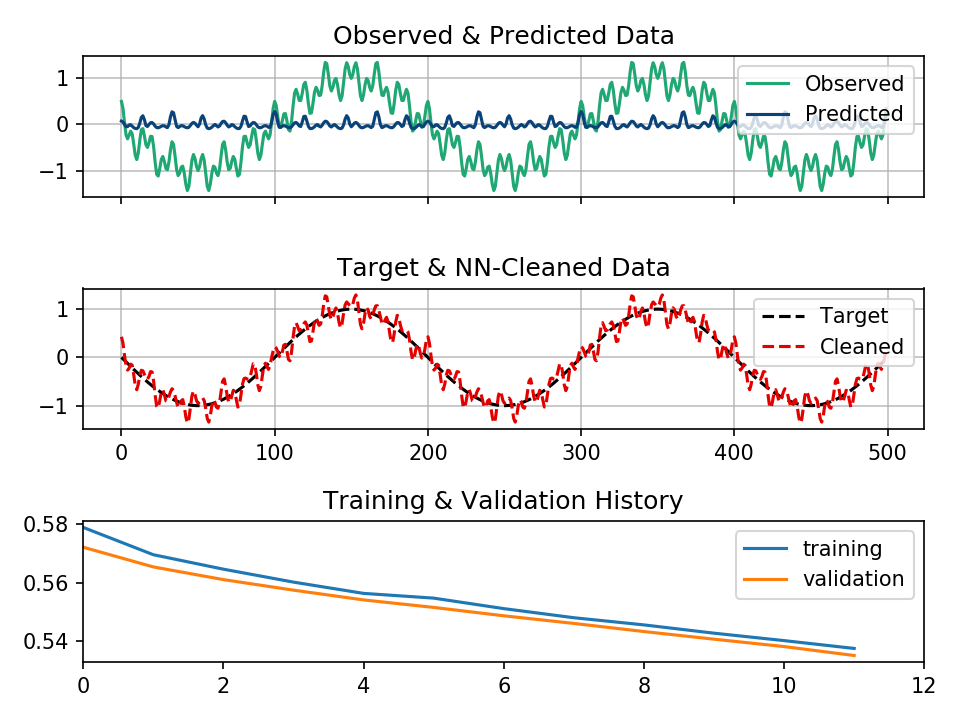 Observed & Predicted Data
1
0
−1
Observed
Predicted
Target & NN-Cleaned Data
1
0
−1
Target
Cleaned
0 100 200 300 400 500
Training & Validation History
0.58
0.56
0.54
training
validation
0 2 4 6 8 10 12